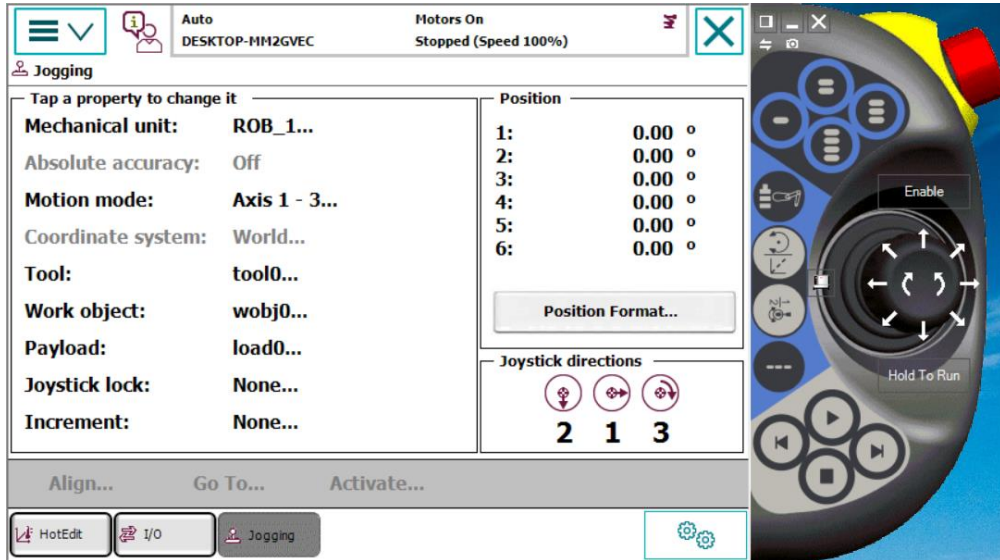 Auto
Motors On
DESKTOP-MM2GVEC
Stopped (Speed 100%)
Jogging
Tap a property to change it
Mechanical unit: ROB_1...
Absolute accuracy: Off
Motion mode: Axis 1 - 3...
Coordinate system: World...
Tool: tool0...
Work object: wobj0...
Payload: load0...
Joystick lock: None...
Increment: None...
Position
1: 0.00 º
2: 0.00 º
3: 0.00 º
4: 0.00 º
5: 0.00 º
6: 0.00 º
Position Format...
Joystick directions
2 1 3
Align... Go To... Activate...
HotEdit
I/O
Jogging
Enable
Hold To Run